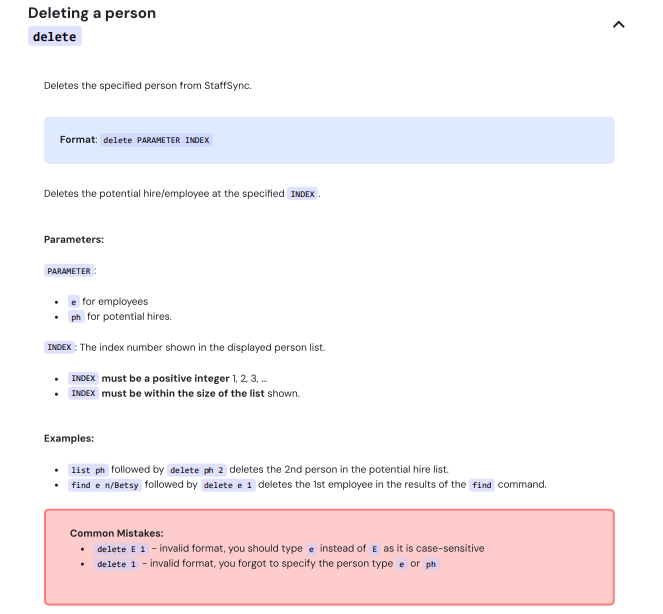 Deleting a person
delete
Deletes the specified person from StaffSync.
Format: delete PARAMETER INDEX
Deletes the potential hire/employee at the specified INDEX.
Parameters:
PARAMETER:
• e for employees
• ph for potential hires.
INDEX: The index number shown in the displayed person list.
• INDEX must be a positive integer 1, 2, 3, …
• INDEX must be within the size of the list shown.
Examples:
• list ph followed by delete ph 2 deletes the 2nd person in the potential hire list.
• find e n/Betsy followed by delete e 1 deletes the 1st employee in the results of the find command.
Common Mistakes:
• delete E 1 - invalid format, you should type e instead of E as it is case-sensitive
• delete 1 - invalid format, you forgot to specify the person type e or ph